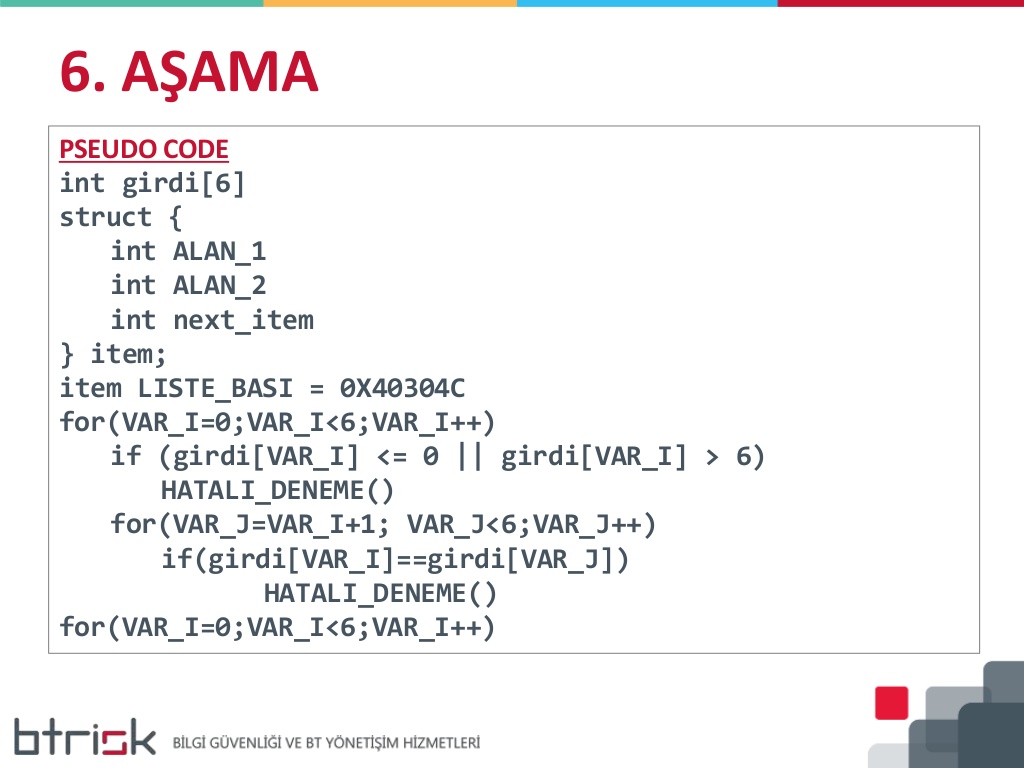 6. AŞAMA
PSEUDO CODE
int girdi[6]
struct {
int ALAN_1
int ALAN_2
int next_item
} item;
item LISTE_BASI = 0X40304C
for(VAR_I=0;VAR_I<6;VAR_I++)
if (girdi[VAR_I] <= 0 || girdi[VAR_I] > 6)
HATALI_DENEME()
for(VAR_J=VAR_I+1; VAR_J<6;VAR_J++)
if(girdi[VAR_I]==girdi[VAR_J])
HATALI_DENEME()
for(VAR_I=0;VAR_I<6;VAR_I++)
btrisk BİLGİ GÜVENLİĞİ VE BT YÖNETİŞİM HİZMETLERİ